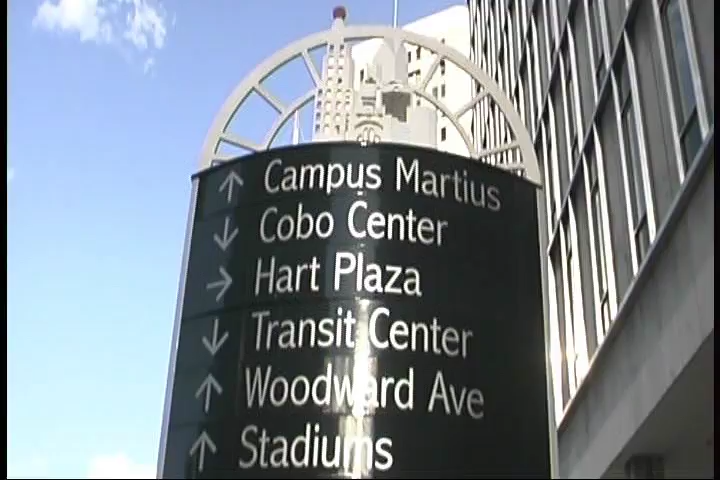 ↑ Campus Martius
↓ Cobo Center
→ Hart Plaza
↓ Transit Center
↑ Woodward Ave
↑ Stadiums